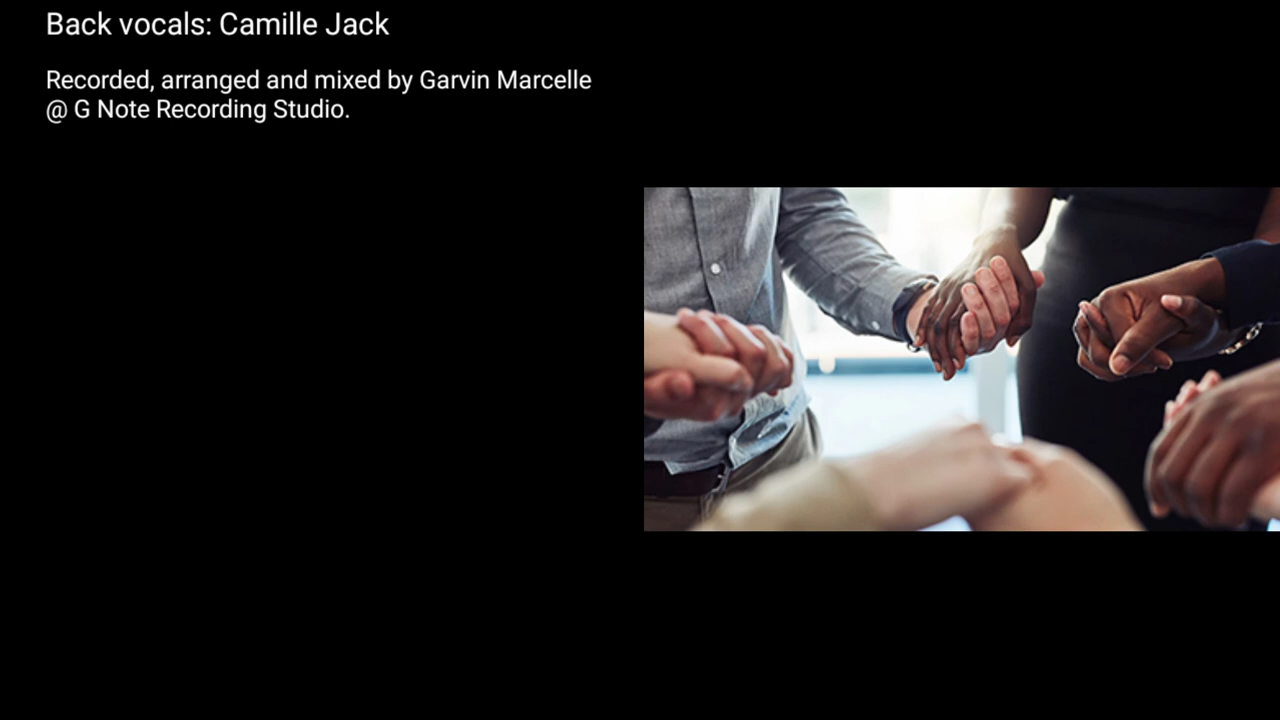 Back vocals: Camille Jack
Recorded, arranged and mixed by Garvin Marcelle
@ G Note Recording Studio.